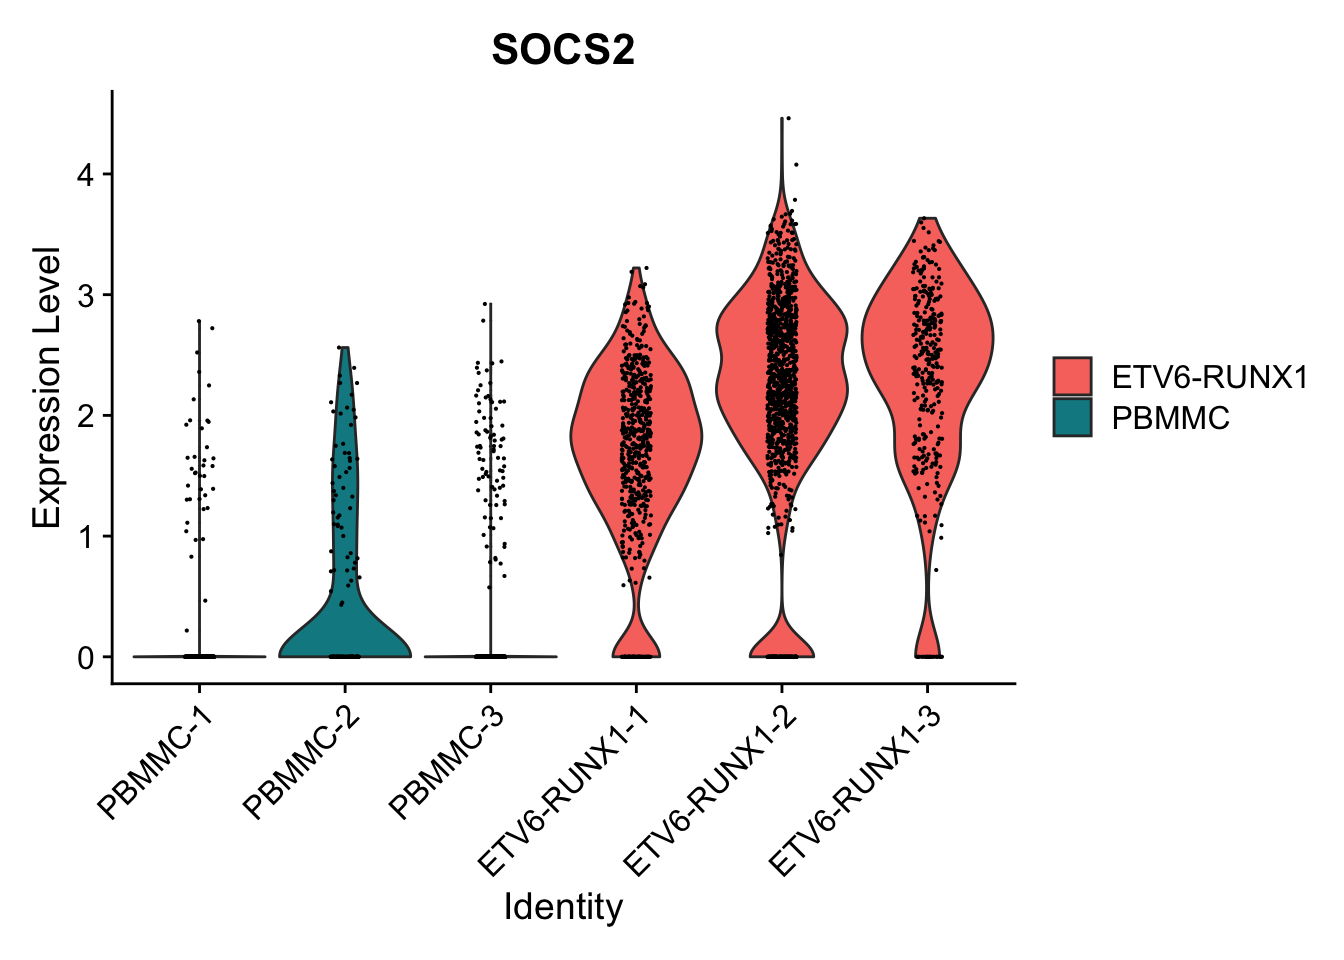 SOCS2
Expression Level
4
3
2
1
0
PBMMC-1
PBMMC-2
PBMMC-3
ETV6-RUNX1-1
ETV6-RUNX1-2
ETV6-RUNX1-3
Identity
ETV6-RUNX1
PBMMC